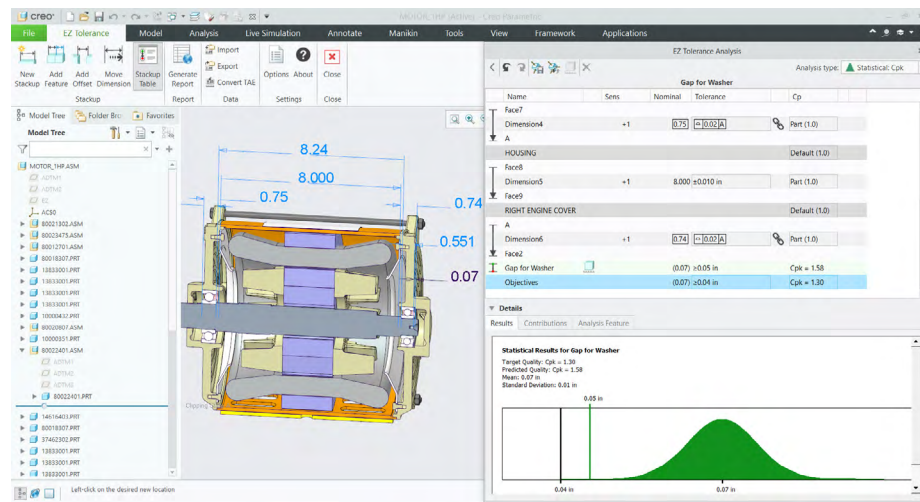 creo
MOTOR_1HP (Active) - Creo Parametric
File EZ Tolerance Model Analysis Live Simulation Annotate Manikin Tools View Framework Applications
New Stackup
Add Feature
Add Offset
Move Dimension
Stackup Table
Generate Report
Import
Export
Convert TAE
Options About
Close
Stackup Report Data Settings Close
Model Tree Folder Bro Favorites
Model Tree
MOTOR_1HP.ASM
ADTM1
ADTM2
ACS0
80021302.ASM
80023475.ASM
80012701.ASM
80018307.PRT
13833001.PRT
13833001.PRT
13833001.PRT
13833001.PRT
10000432.PRT
80020807.ASM
10000351.PRT
80022401.ASM
ADTM1
ADTM2
ADTM3
80022401.PRT
14616403.PRT
80018307.PRT
37462302.PRT
13833001.PRT
13833001.PRT
13833001.PRT
Left-click on the desired new location
8.24
8.000
0.75
0.74
0.551
0.07
Clipping
EZ Tolerance Analysis
Analysis type: Statistical: Cpk
Gap for Washer
Name Sens Nominal Tolerance Cp
Face7
Dimension4 +1 0.75 0.02 A Part (1.0)
A
HOUSING Default (1.0)
Face8
Dimension5 +1 8.000 ±0.010 in Part (1.0)
Face9
RIGHT ENGINE COVER Default (1.0)
A
Dimension6 +1 0.74 0.02 A Part (1.0)
Face2
Gap for Washer (0.07) ≥0.05 in Cpk = 1.58
Objectives (0.07) ≥0.04 in Cpk = 1.30
Details
Results Contributions Analysis Feature
Statistical Results for Gap for Washer
Target Quality: Cpk = 1.30
Predicted Quality: Cpk = 1.58
Mean: 0.07 in
Standard Deviation: 0.01 in
0.05 in
0.04 in 0.07 in